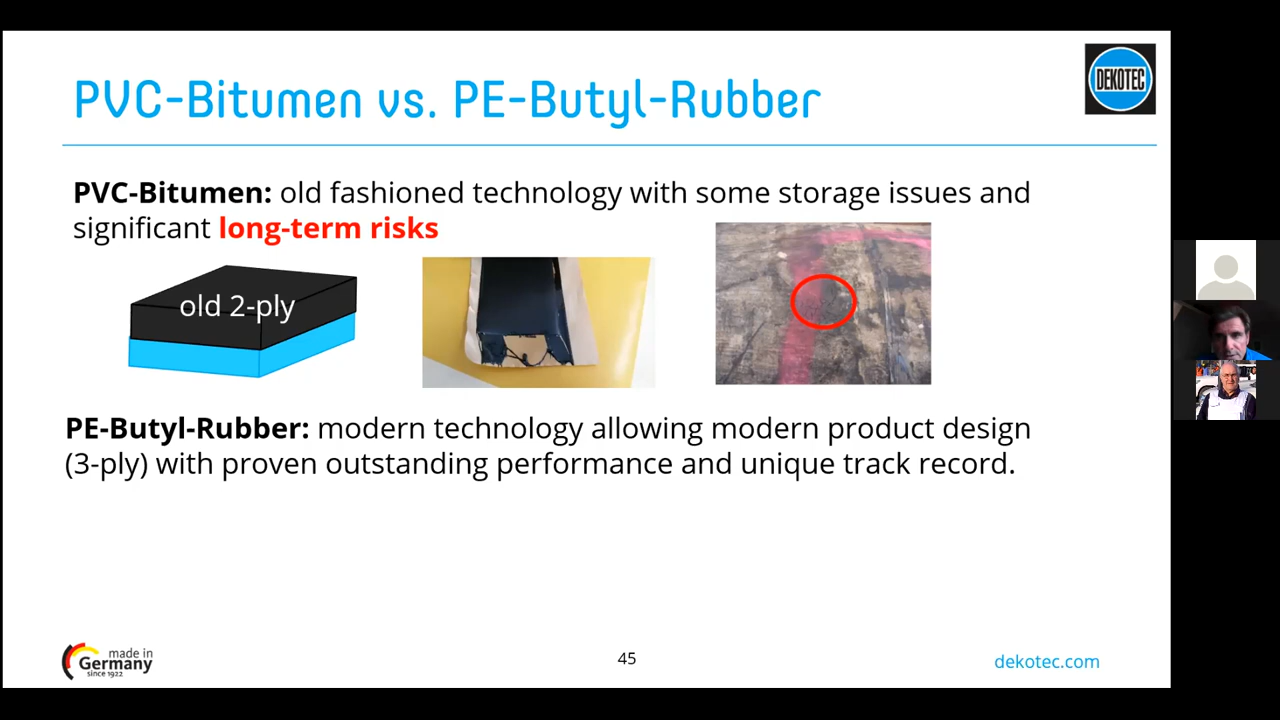 PVC-Bitumen vs. PE-Butyl-Rubber
DEKOTEC
PVC-Bitumen: old fashioned technology with some storage issues and
significant long-term risks
old 2-ply
PE-Butyl-Rubber: modern technology allowing modern product design
(3-ply) with proven outstanding performance and unique track record.
made in
Germany
since 1922
45
dekotec.com